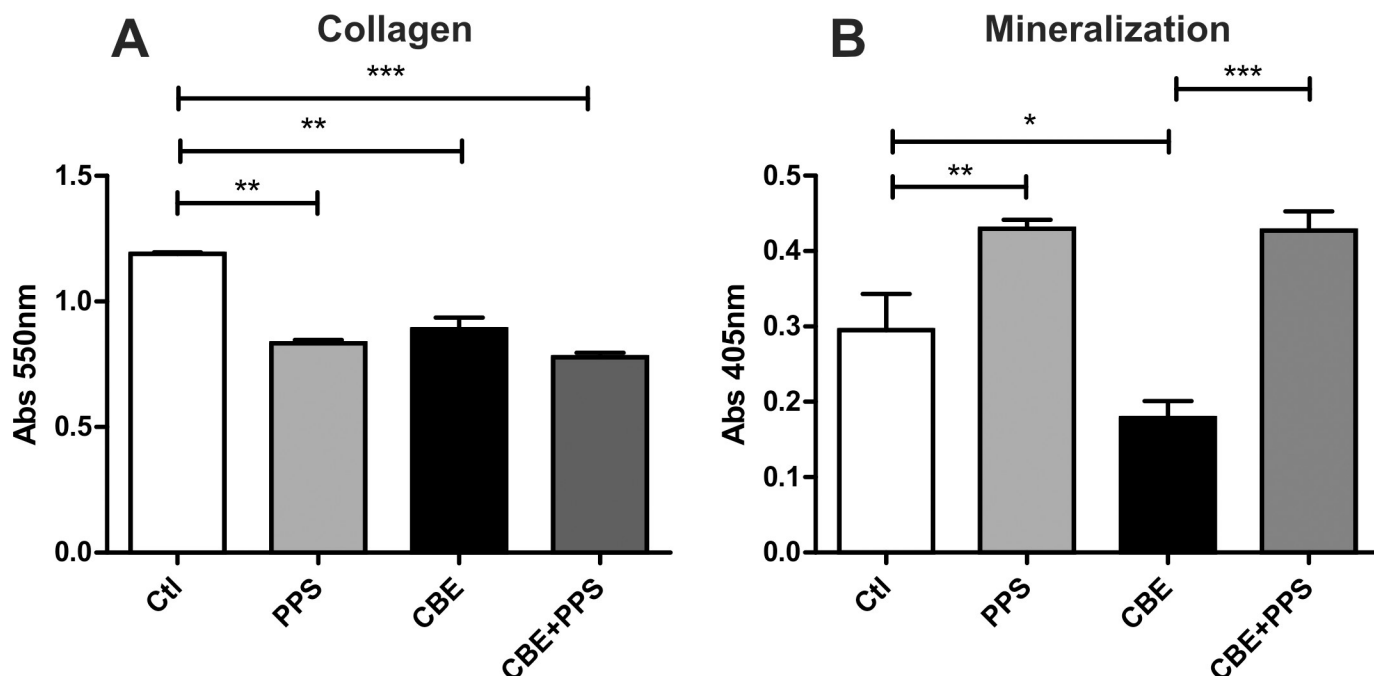 A Collagen
***
**
**
Abs 550nm
1.5
1.0
0.5
0.0
Ctl
PPS
CBE
CBE+PPS
B Mineralization
***
*
**
Abs 405nm
0.5
0.4
0.3
0.2
0.1
0.0
Ctl
PPS
CBE
CBE+PPS